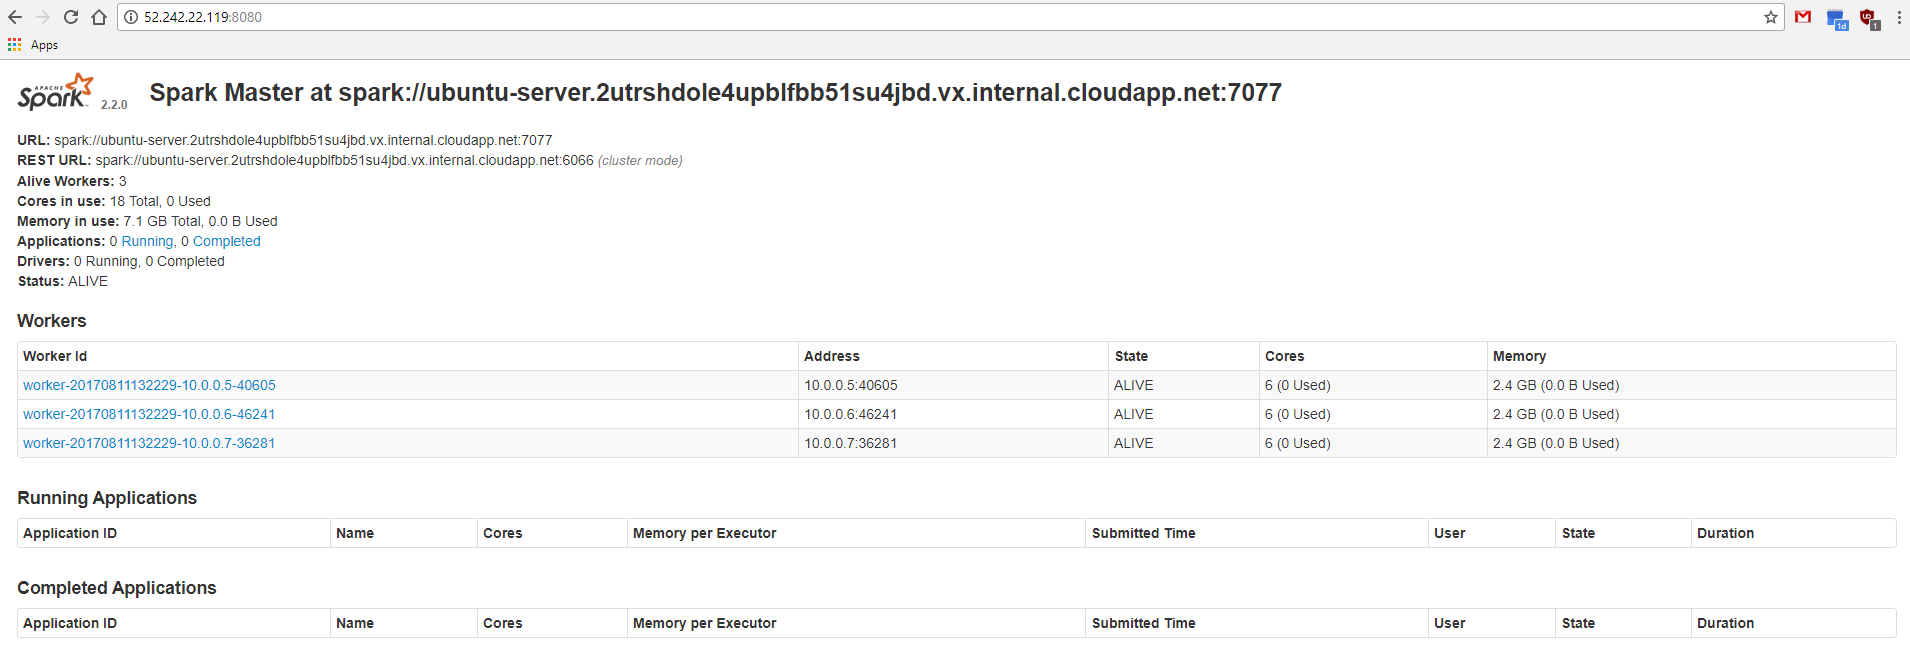 52.242.22.119:8080
Apps
1d
1
APACHE Spark 2.2.0 Spark Master at spark://ubuntu-server.2utrshdole4upblfbb51su4jbd.vx.internal.cloudapp.net:7077
URL: spark://ubuntu-server.2utrshdole4upblfbb51su4jbd.vx.internal.cloudapp.net:7077
REST URL: spark://ubuntu-server.2utrshdole4upblfbb51su4jbd.vx.internal.cloudapp.net:6066 (cluster mode)
Alive Workers: 3
Cores in use: 18 Total, 0 Used
Memory in use: 7.1 GB Total, 0.0 B Used
Applications: 0 Running, 0 Completed
Drivers: 0 Running, 0 Completed
Status: ALIVE
Workers
Worker Id Address State Cores Memory
worker-20170811132229-10.0.0.5-40605 10.0.0.5:40605 ALIVE 6 (0 Used) 2.4 GB (0.0 B Used)
worker-20170811132229-10.0.0.6-46241 10.0.0.6:46241 ALIVE 6 (0 Used) 2.4 GB (0.0 B Used)
worker-20170811132229-10.0.0.7-36281 10.0.0.7:36281 ALIVE 6 (0 Used) 2.4 GB (0.0 B Used)
Running Applications
Application ID Name Cores Memory per Executor Submitted Time User State Duration
Completed Applications
Application ID Name Cores Memory per Executor Submitted Time User State Duration